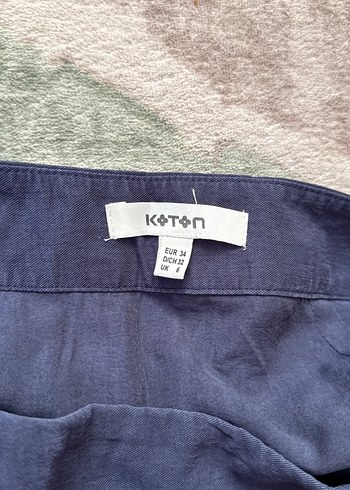 KOTON
EUR 34
D/CH 32
UK 6